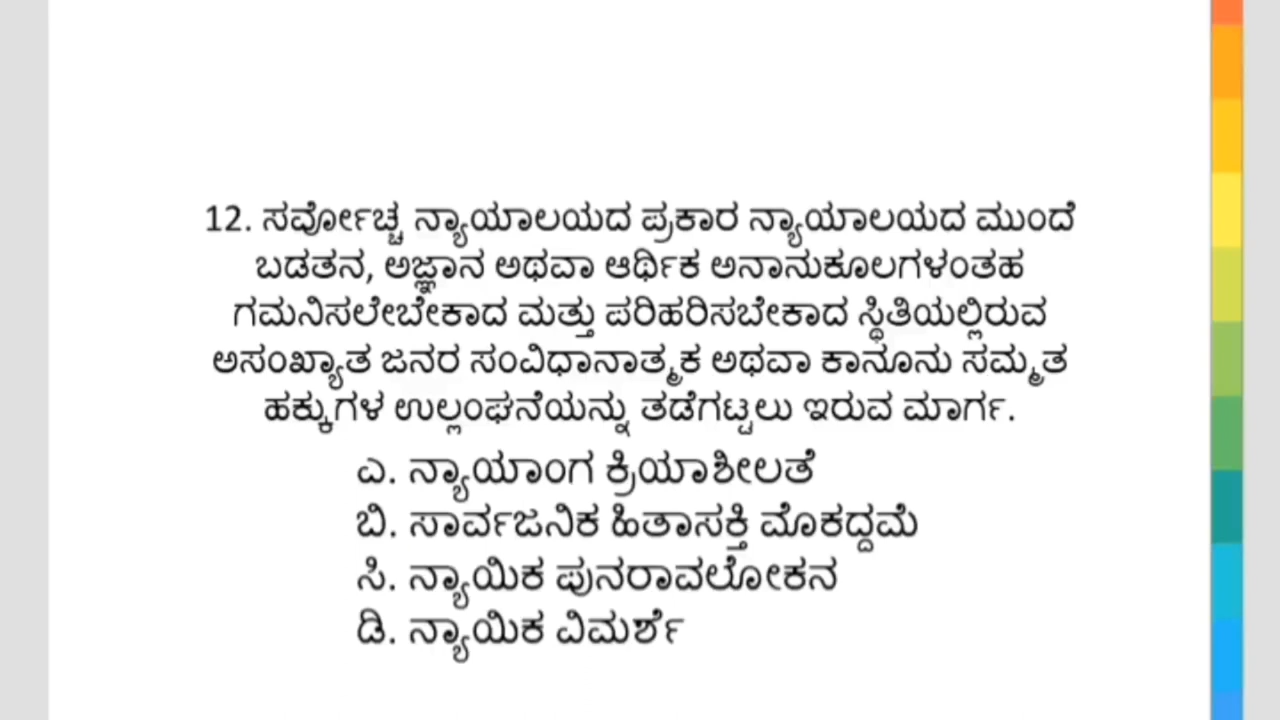 12. ಸರ್ವೋಚ್ಚ ನ್ಯಾಯಾಲಯದ ಪ್ರಕಾರ ನ್ಯಾಯಾಲಯದ ಮುಂದೆ
ಬಡತನ, ಅಜ್ಞಾನ ಅಥವಾ ಆರ್ಥಿಕ ಅನಾನುಕೂಲಗಳಂತಹ
ಗಮನಿಸಲೇಬೇಕಾದ ಮತ್ತು ಪರಿಹರಿಸಬೇಕಾದ ಸ್ಥಿತಿಯಲ್ಲಿರುವ
ಅಸಂಖ್ಯಾತ ಜನರ ಸಂವಿಧಾನಾತ್ಮಕ ಅಥವಾ ಕಾನೂನು ಸಮ್ಮತ
ಹಕ್ಕುಗಳ ಉಲ್ಲಂಘನೆಯನ್ನು ತಡೆಗಟ್ಟಲು ಇರುವ ಮಾರ್ಗ.
ಎ. ನ್ಯಾಯಾಂಗ ಕ್ರಿಯಾಶೀಲತೆ
ಬಿ. ಸಾರ್ವಜನಿಕ ಹಿತಾಸಕ್ತಿ ಮೊಕದ್ದಮೆ
ಸಿ. ನ್ಯಾಯಿಕ ಪುನರಾವಲೋಕನ
ಡಿ. ನ್ಯಾಯಿಕ ವಿಮರ್ಶೆ